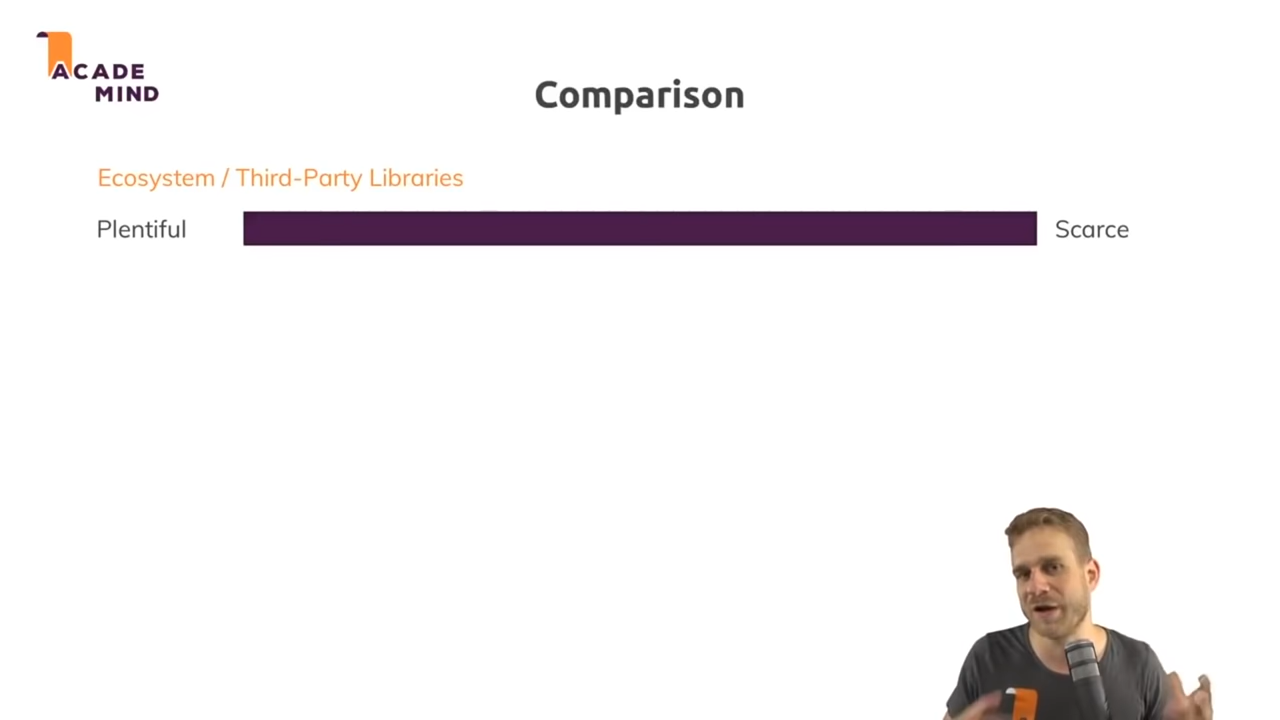 ACADE
MIND
Comparison
Ecosystem / Third-Party Libraries
Plentiful
Scarce